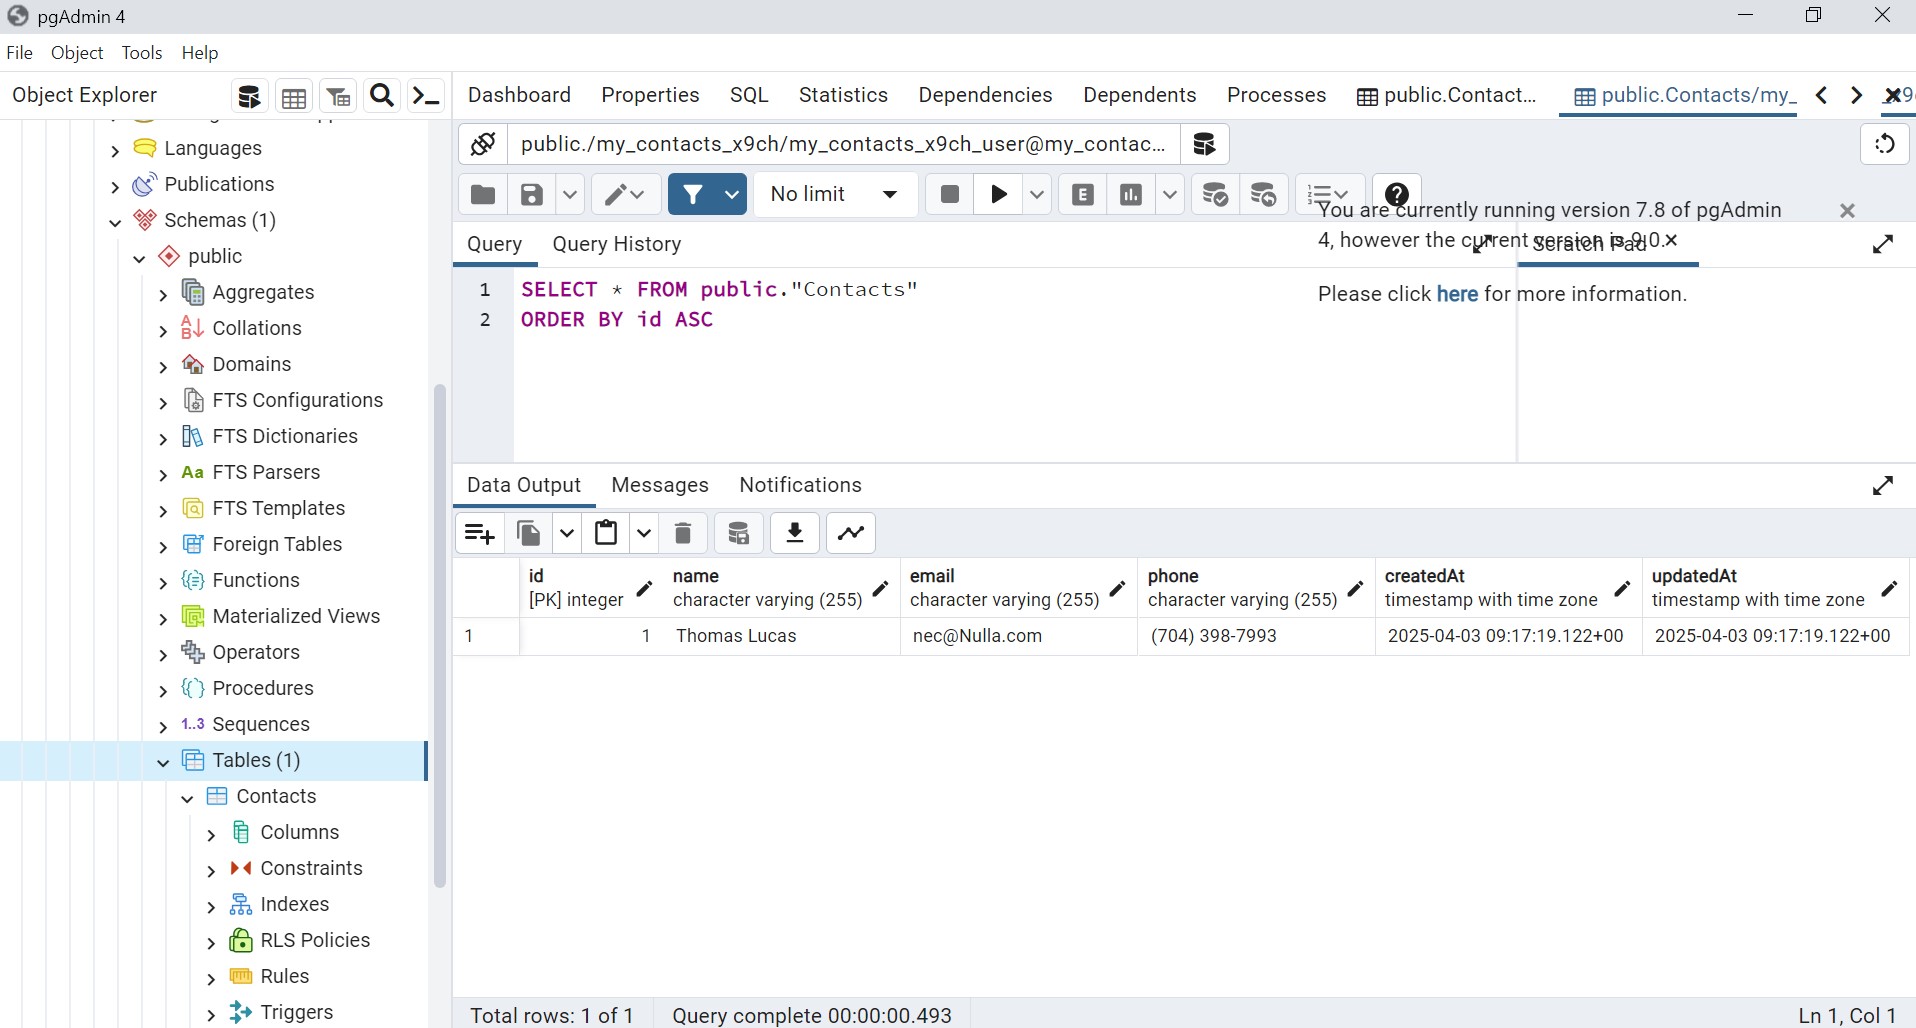 pgAdmin 4
File Object Tools Help
Object Explorer
Dashboard Properties SQL Statistics Dependencies Dependents Processes public.Contact... public.Contacts/my_
public./my_contacts_x9ch/my_contacts_x9ch_user@my_contac...
No limit
You are currently running version 7.8 of pgAdmin
4, however the current version is 9.0.
Please click here for more information.
Query Query History Scratch Pad
1 SELECT * FROM public."Contacts"
2 ORDER BY id ASC
Languages
Publications
Schemas (1)
public
Aggregates
Collations
Domains
FTS Configurations
FTS Dictionaries
Aa FTS Parsers
FTS Templates
Foreign Tables
Functions
Materialized Views
Operators
Procedures
1..3 Sequences
Tables (1)
Contacts
Columns
Constraints
Indexes
RLS Policies
Rules
Triggers
Data Output Messages Notifications
id name email phone createdAt updatedAt
[PK] integer character varying (255) character varying (255) character varying (255) timestamp with time zone timestamp with time zone
1 1 Thomas Lucas nec@Nulla.com (704) 398-7993 2025-04-03 09:17:19.122+00 2025-04-03 09:17:19.122+00
Total rows: 1 of 1 Query complete 00:00:00.493 Ln 1, Col 1